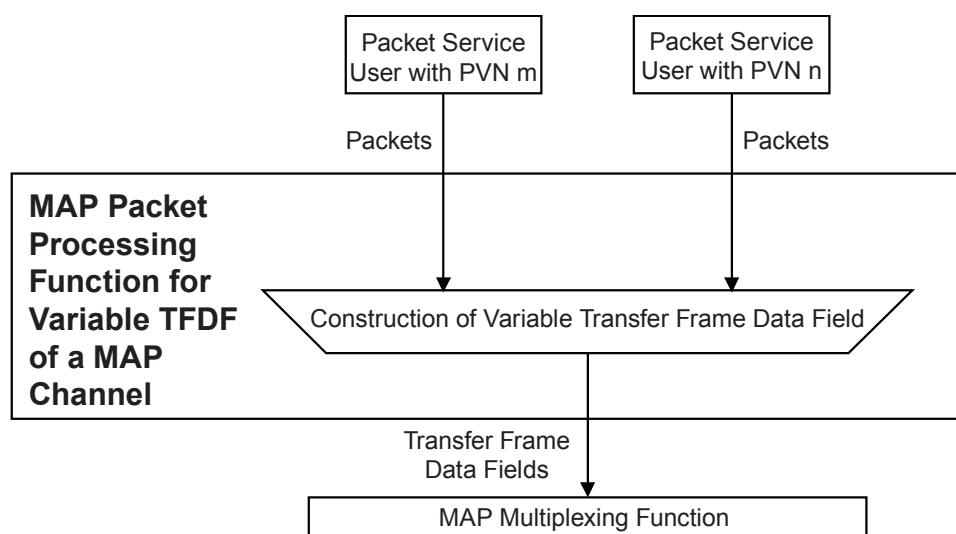 Packet Service
User with PVN m
Packet Service
User with PVN n
Packets
Packets
MAP Packet
Processing
Function for
Variable TFDF
of a MAP
Channel
Construction of Variable Transfer Frame Data Field
Transfer Frame
Data Fields
MAP Multiplexing Function